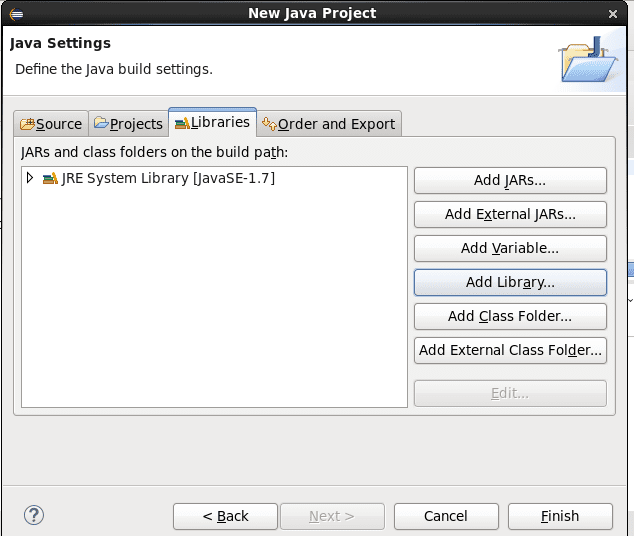 New Java Project
Java Settings
Define the Java build settings.
Source Projects Libraries Order and Export
JARs and class folders on the build path:
JRE System Library [JavaSE-1.7]
Add JARs...
Add External JARs...
Add Variable...
Add Library...
Add Class Folder...
Add External Class Folder...
Edit...
? < Back Next > Cancel Finish